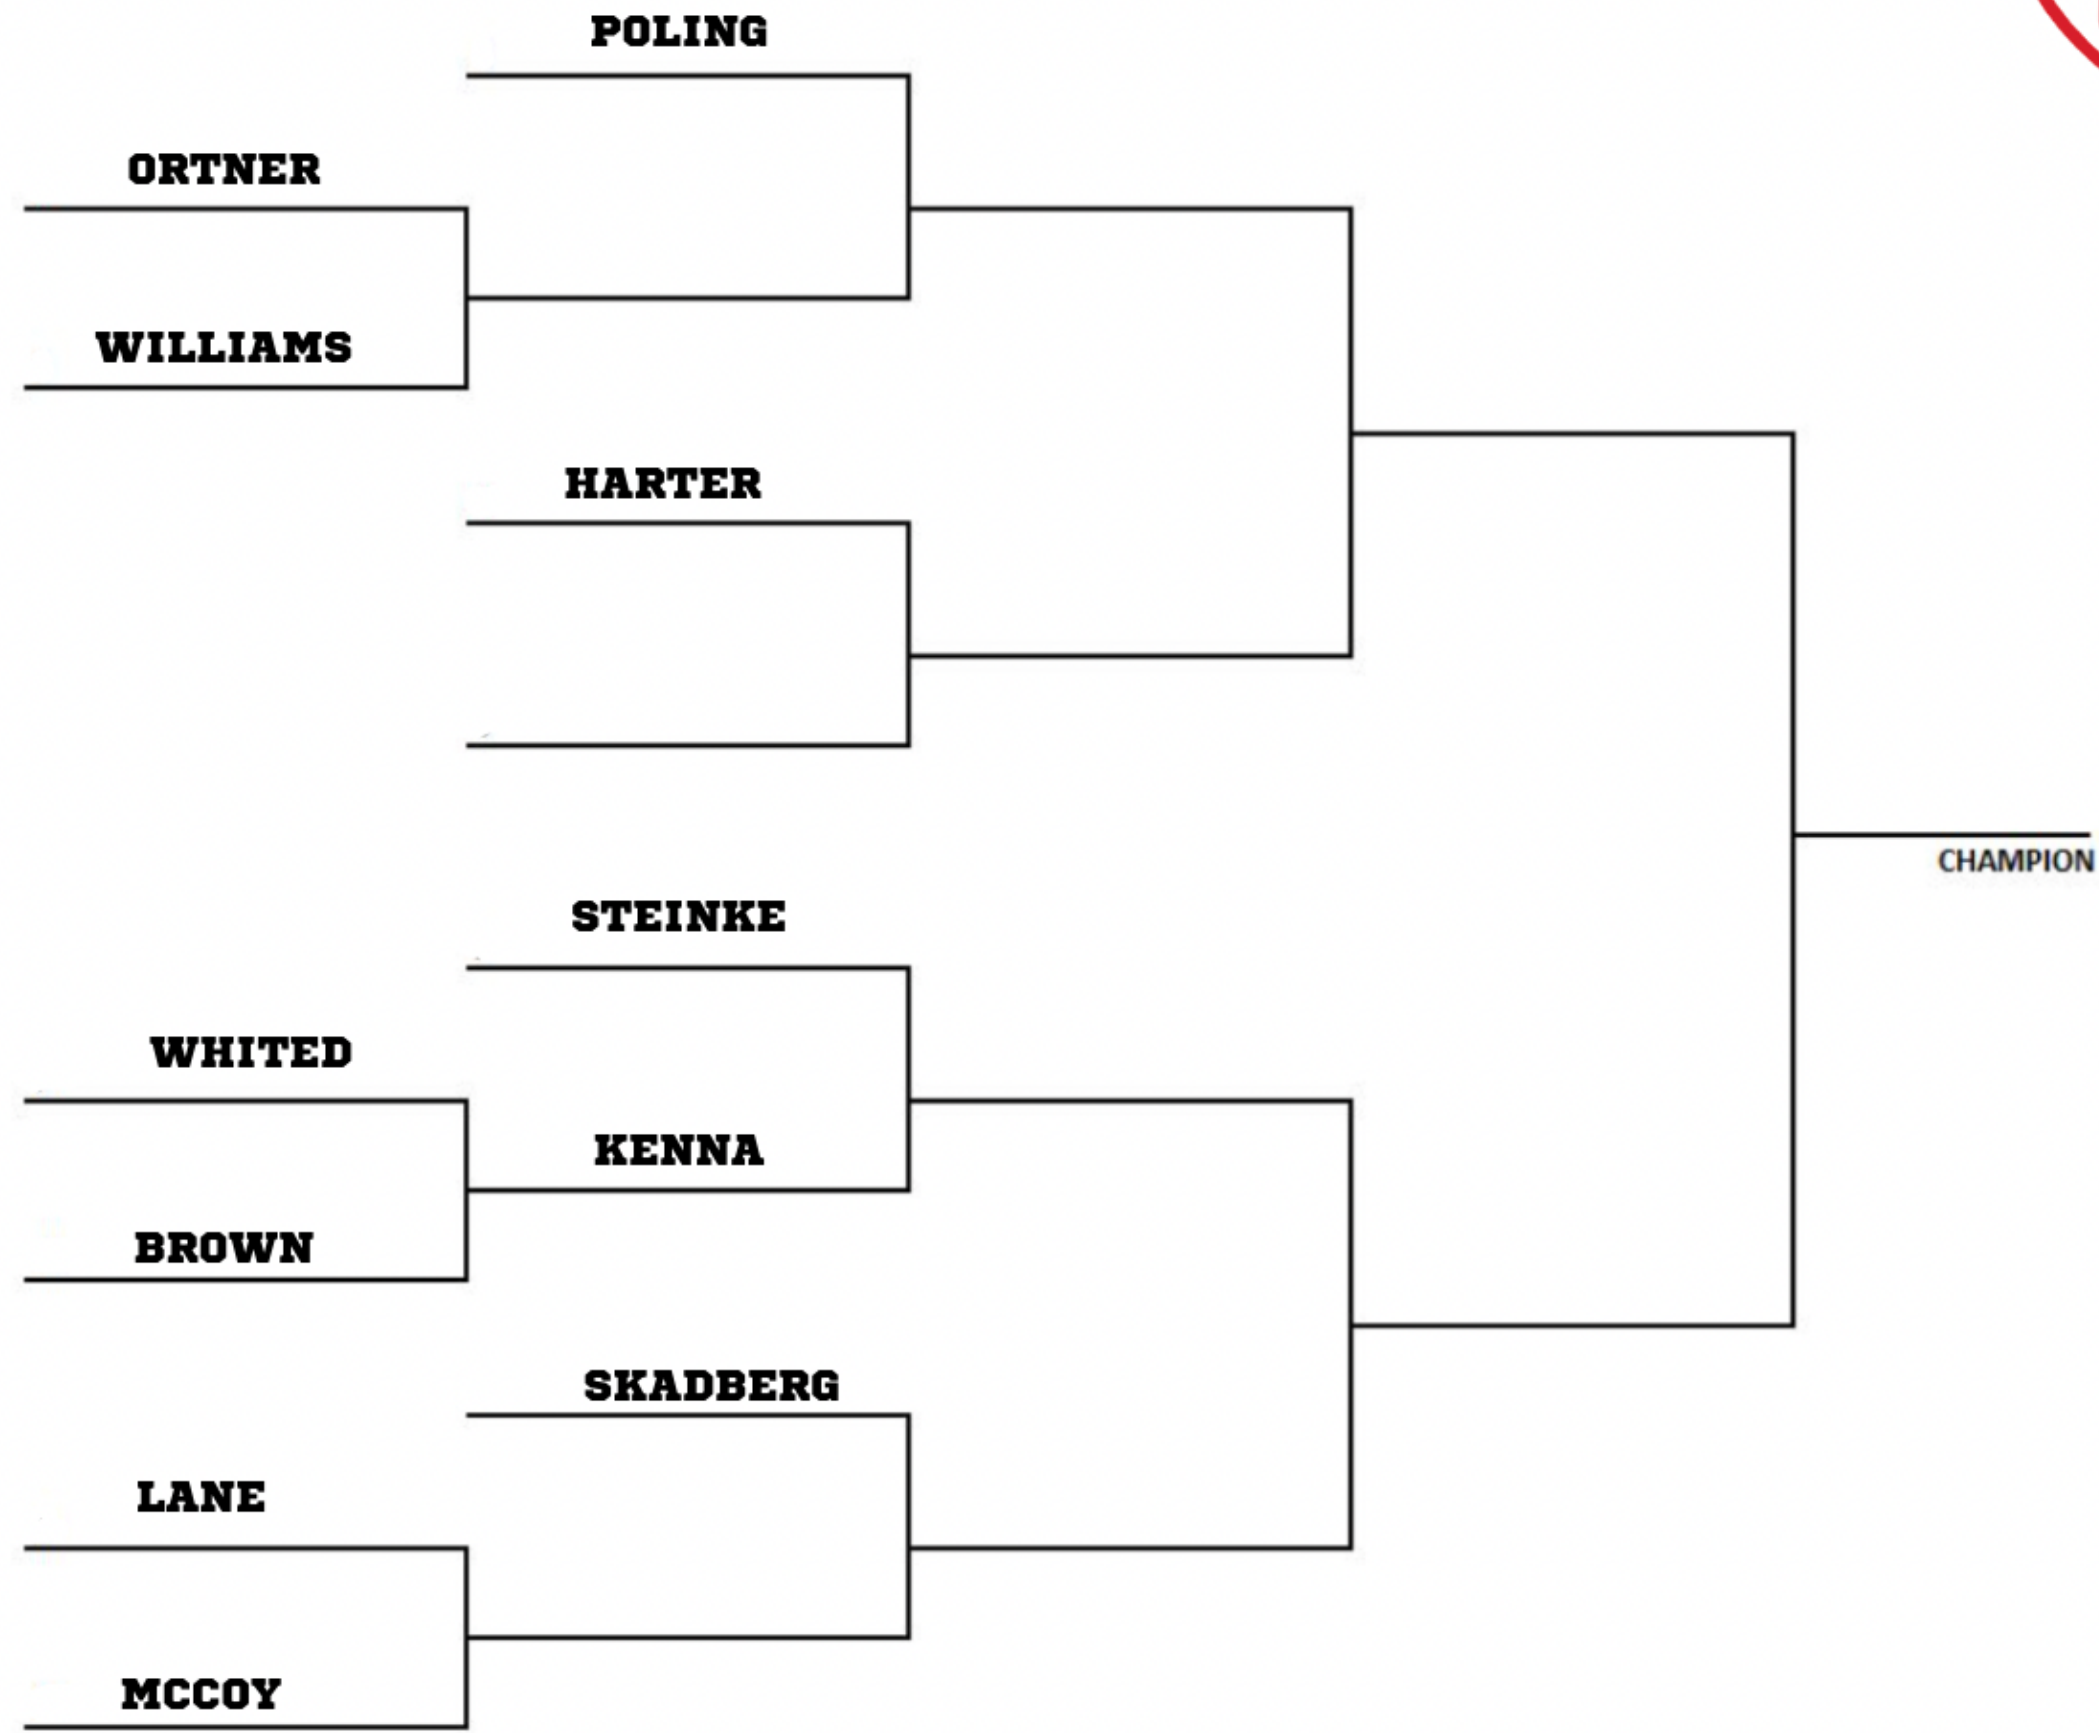 POLING
ORTNER
WILLIAMS
HARTER
CHAMPION
STEINKE
WHITED
KENNA
BROWN
SKADBERG
LANE
MCCOY